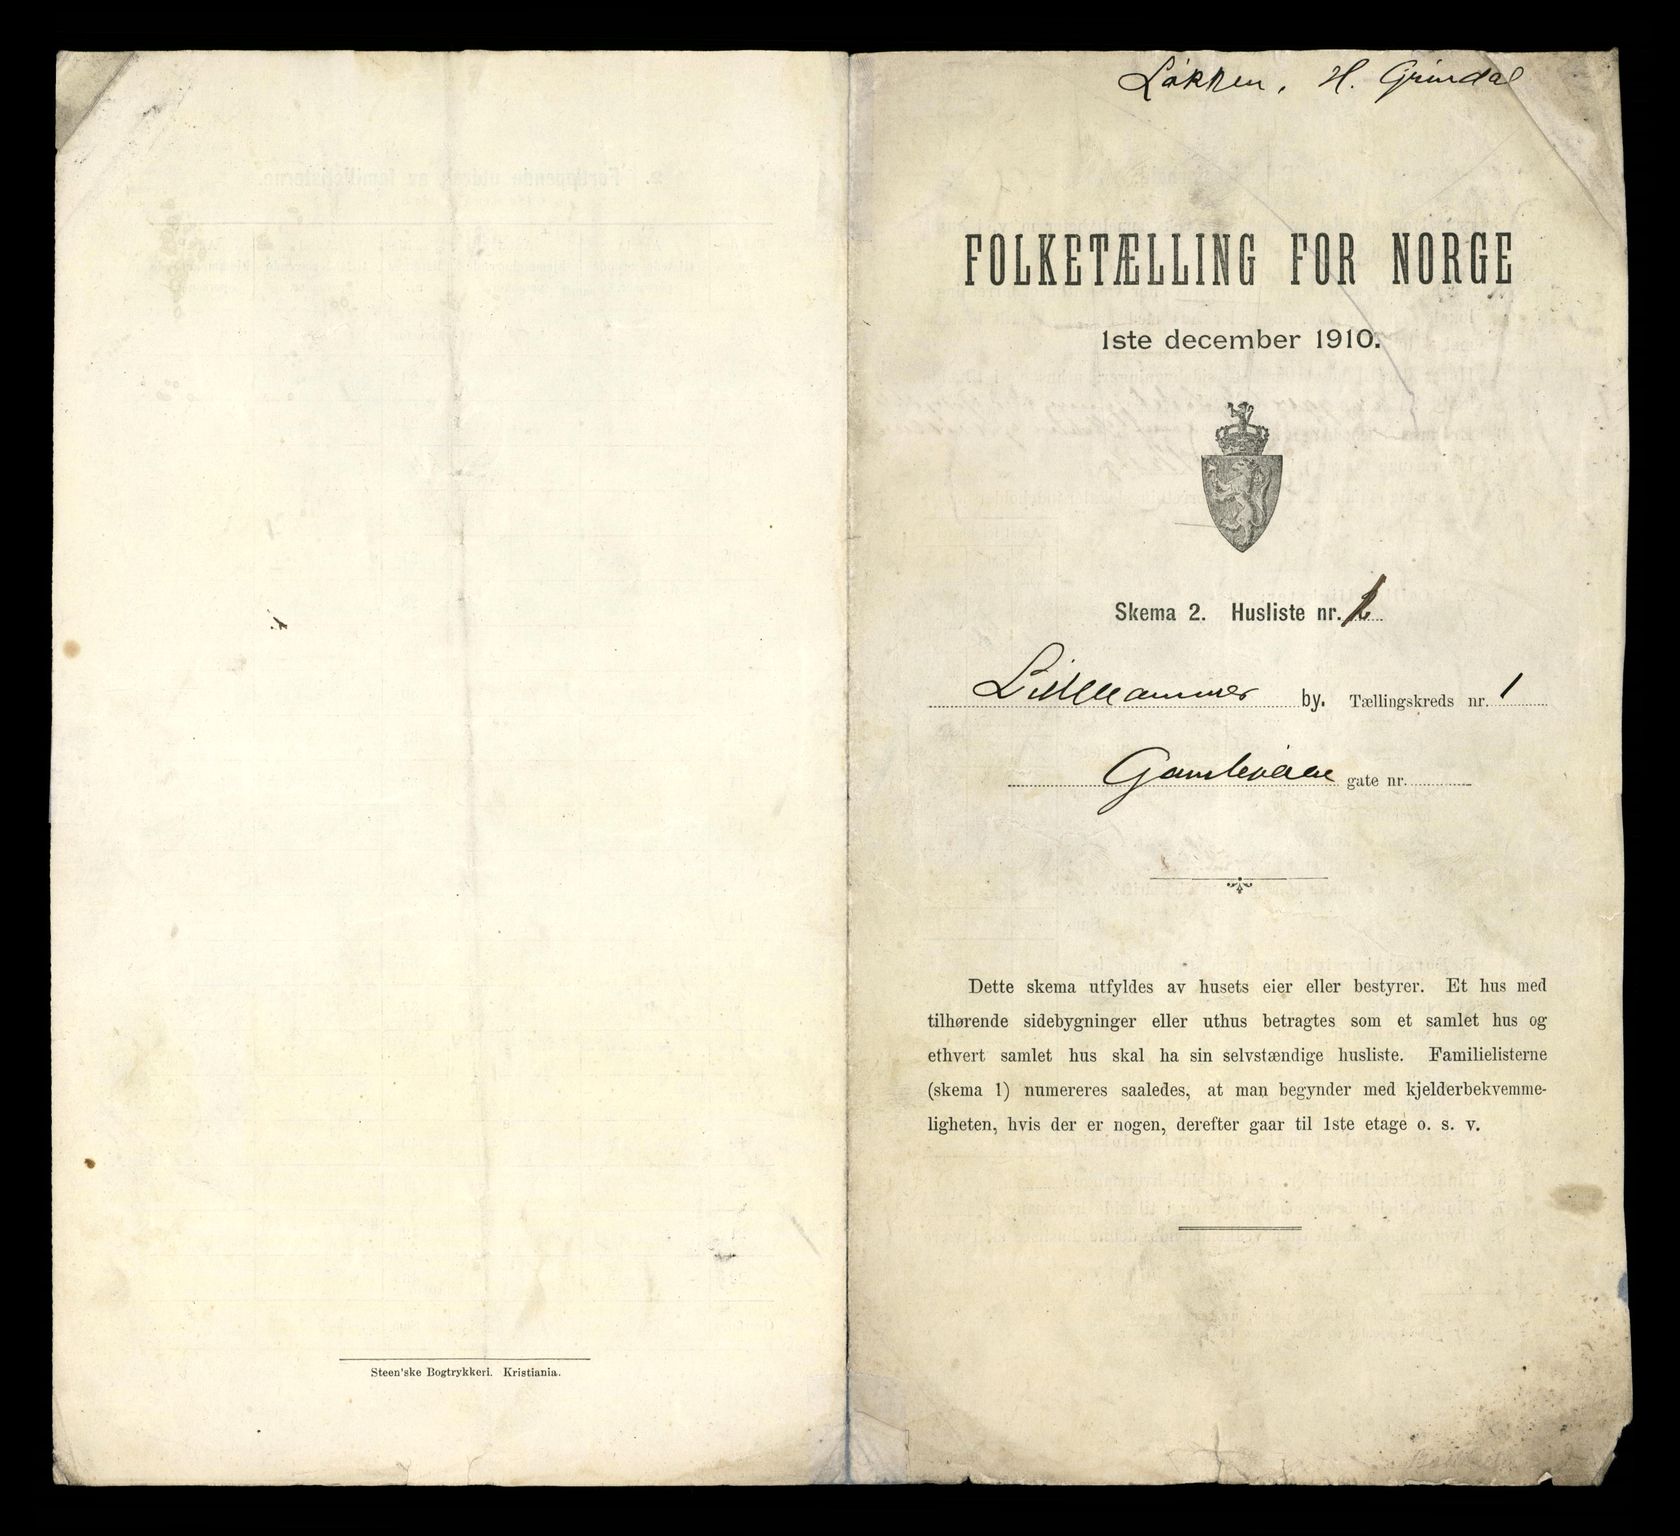 Løkken, H. Grindal
FOLKETÆLLING FOR NORGE
1ste december 1910.
Skema 2. Husliste nr. 1
Lillehammer by. Tællingskreds nr. 1
Gamleveien gate nr.
Dette skema utfyldes av husets eier eller bestyrer. Et hus med
tilhørende sidebygninger eller uthus betragtes som et samlet hus og
ethvert samlet hus skal ha sin selvstændige husliste. Familielisterne
(skema 1) numereres saaledes, at man begynder med kjelderbekvemme-
ligheten, hvis der er nogen, derefter gaar til 1ste etage o. s. v.
Steen'ske Bogtrykkeri. Kristiania.